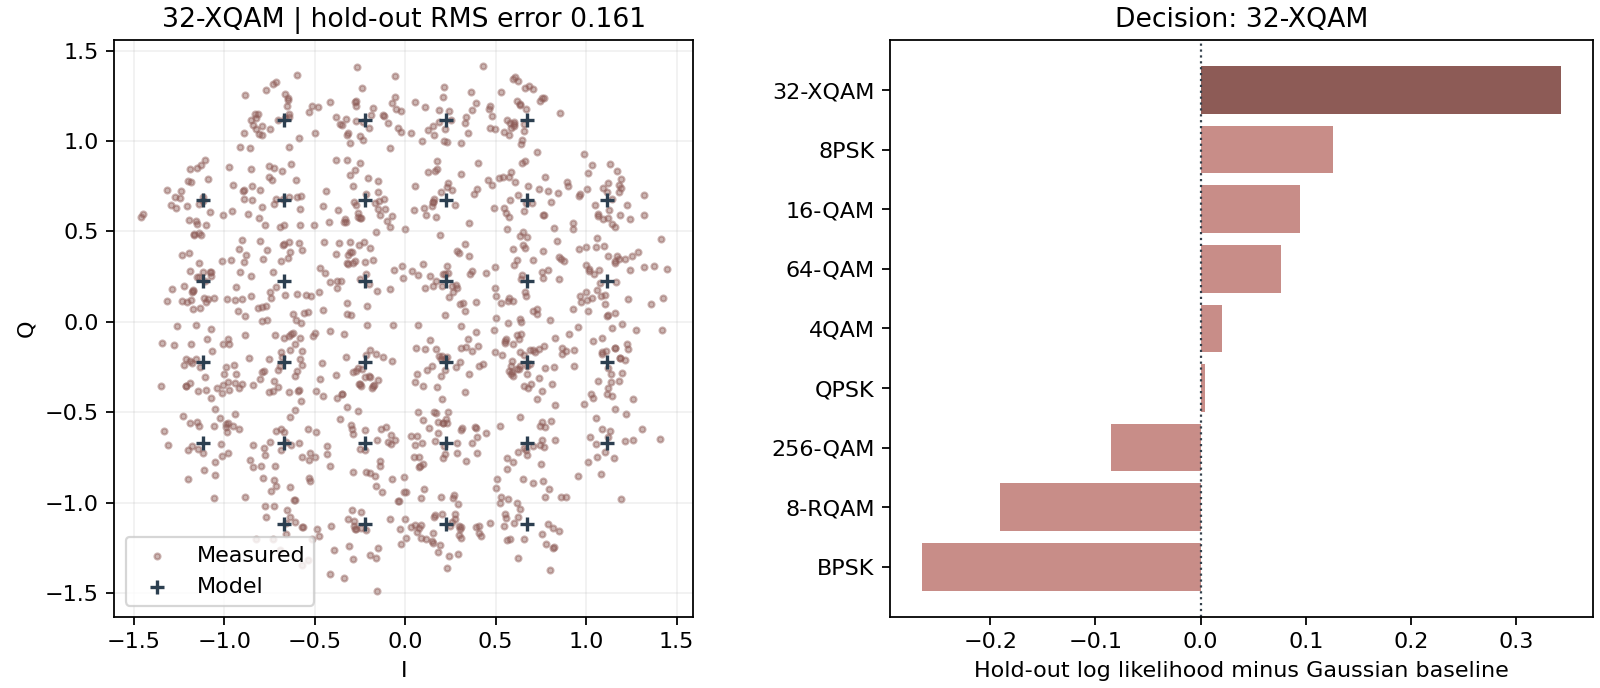 32-XQAM | hold-out RMS error 0.161
1.5
1.0
0.5
0.0
−0.5
−1.0
−1.5
Q
Measured
Model
−1.5
−1.0
−0.5
0.0
0.5
1.0
1.5
I
Decision: 32-XQAM
32-XQAM
8PSK
16-QAM
64-QAM
4QAM
QPSK
256-QAM
8-RQAM
BPSK
−0.2
−0.1
0.0
0.1
0.2
0.3
Hold-out log likelihood minus Gaussian baseline